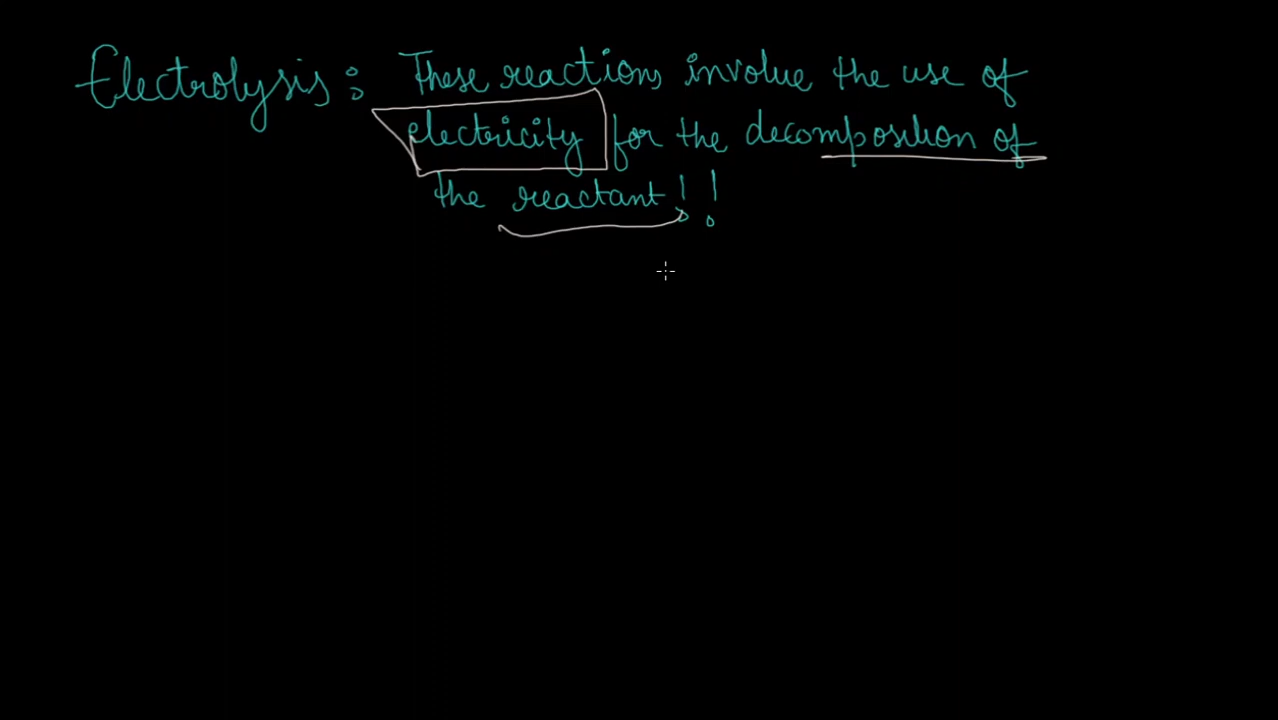 Electrolysis : These reactions involve the use of
electricity for the decomposition of
the reactant!!